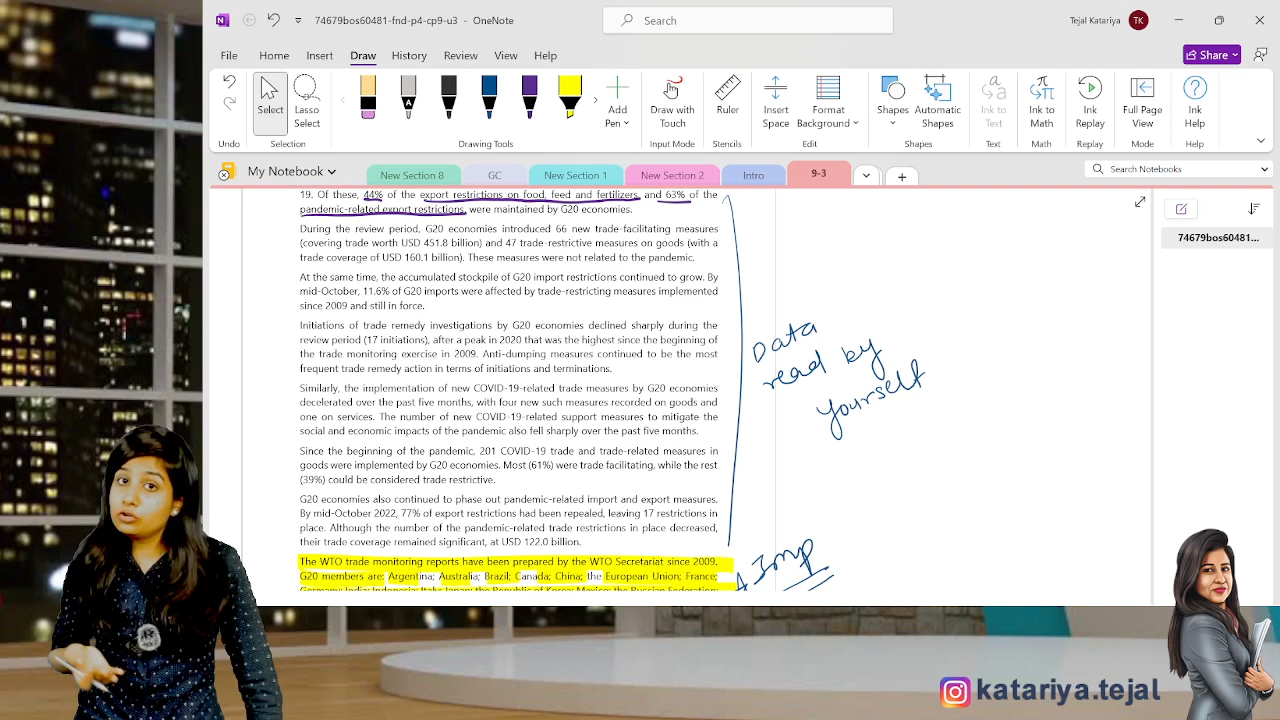 74679bos60481-fnd-p4-cp9-u3 - OneNote
Search
Tejal Katariya
TK
File
Home
Insert
Draw
History
Review
View
Help
Share
Select
Lasso
Select
A
Add
Pen
Draw with
Touch
Ruler
Insert
Space
Format
Background
Shapes
Automatic
Shapes
Ink to
Text
Ink to
Math
Ink
Replay
Full Page
View
Ink
Help
Undo
Selection
Drawing Tools
Input Mode
Stencils
Edit
Shapes
Math
Replay
Mode
Help
My Notebook
New Section 8
GC
New Section 1
New Section 2
Intro
9-3
Search Notebooks
74679bos60481...
19. Of these, 44% of the export restrictions on food, feed and fertilizers, and 63% of the
pandemic-related export restrictions, were maintained by G20 economies.
During the review period, G20 economies introduced 66 new trade-facilitating measures
(covering trade worth USD 451.8 billion) and 47 trade-restrictive measures on goods (with a
trade coverage of USD 160.1 billion). These measures were not related to the pandemic.
At the same time, the accumulated stockpile of G20 import restrictions continued to grow. By
mid-October, 11.6% of G20 imports were affected by trade-restricting measures implemented
since 2009 and still in force.
Initiations of trade remedy investigations by G20 economies declined sharply during the
review period (17 initiations), after a peak in 2020 that was the highest since the beginning of
the trade monitoring exercise in 2009. Anti-dumping measures continued to be the most
frequent trade remedy action in terms of initiations and terminations.
Similarly, the implementation of new COVID-19-related trade measures by G20 economies
decelerated over the past five months, with four new such measures recorded on goods and
one on services. The number of new COVID-19-related support measures to mitigate the
social and economic impacts of the pandemic also fell sharply over the past five months.
Since the beginning of the pandemic, 201 COVID-19 trade and trade-related measures in
goods were implemented by G20 economies. Most (61%) were trade facilitating, while the rest
(39%) could be considered trade restrictive.
G20 economies also continued to phase out pandemic-related import and export measures.
By mid-October 2022, 77% of export restrictions had been repealed, leaving 17 restrictions in
place. Although the number of the pandemic-related trade restrictions in place decreased,
their trade coverage remained significant, at USD 122.0 billion.
The WTO trade monitoring reports have been prepared by the WTO Secretariat since 2009.
G20 members are: Argentina; Australia; Brazil; Canada; China; the European Union; France;
Germany; India; Indonesia; Italy; Japan; the Republic of Korea; Mexico; the Russian Federation;
Data
read by
yourself
Imp
katariya.tejal